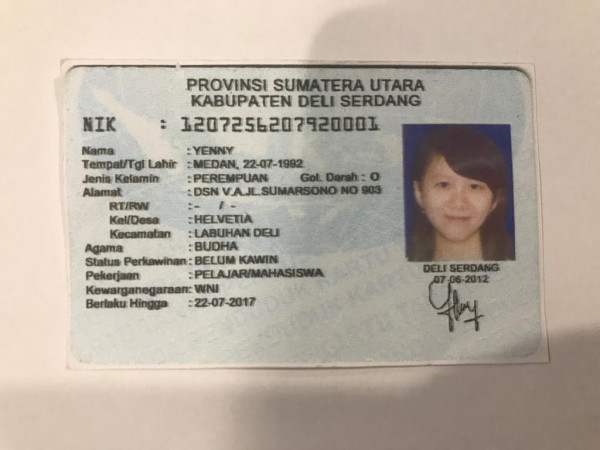 PROVINSI SUMATERA UTARA
KABUPATEN DELI SERDANG
NIK : 1207256207920001
Nama : YENNY
Tempat/Tgl Lahir : MEDAN, 22-07-1992
Jenis Kelamin : PEREMPUAN Gol. Darah : O
Alamat : DSN V.A.JL.SUMARSONO NO 903
RT/RW : - / -
Kel/Desa : HELVETIA
Kecamatan : LABUHAN DELI
Agama : BUDHA
Status Perkawinan : BELUM KAWIN
Pekerjaan : PELAJAR/MAHASISWA
Kewarganegaraan : WNI
Berlaku Hingga : 22-07-2017
DELI SERDANG
07-06-2012